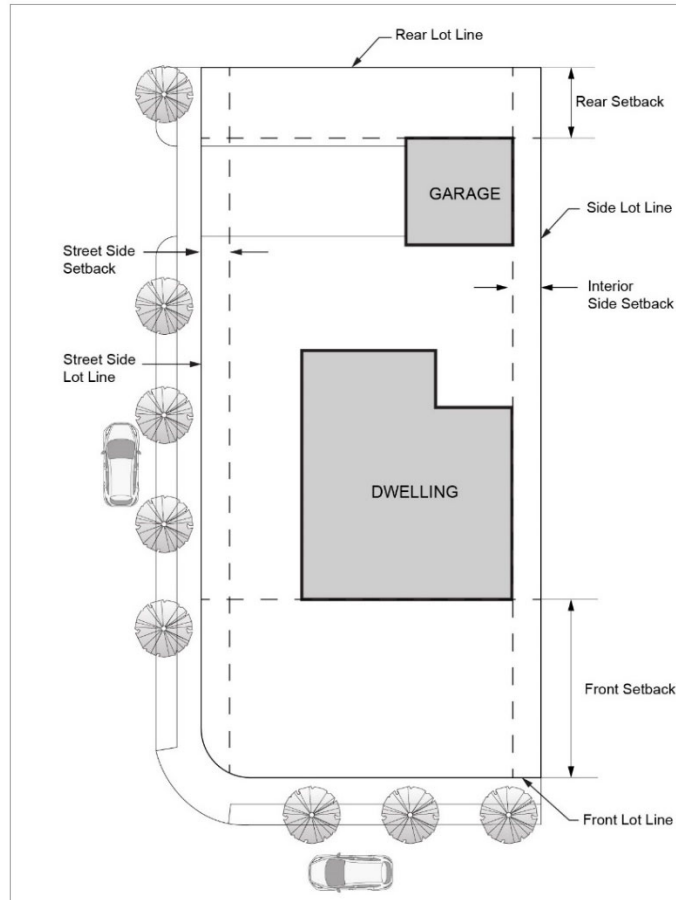 Rear Lot Line
Rear Setback
GARAGE
Side Lot Line
Street Side
Setback
Interior
Side Setback
Street Side
Lot Line
DWELLING
Front Setback
Front Lot Line